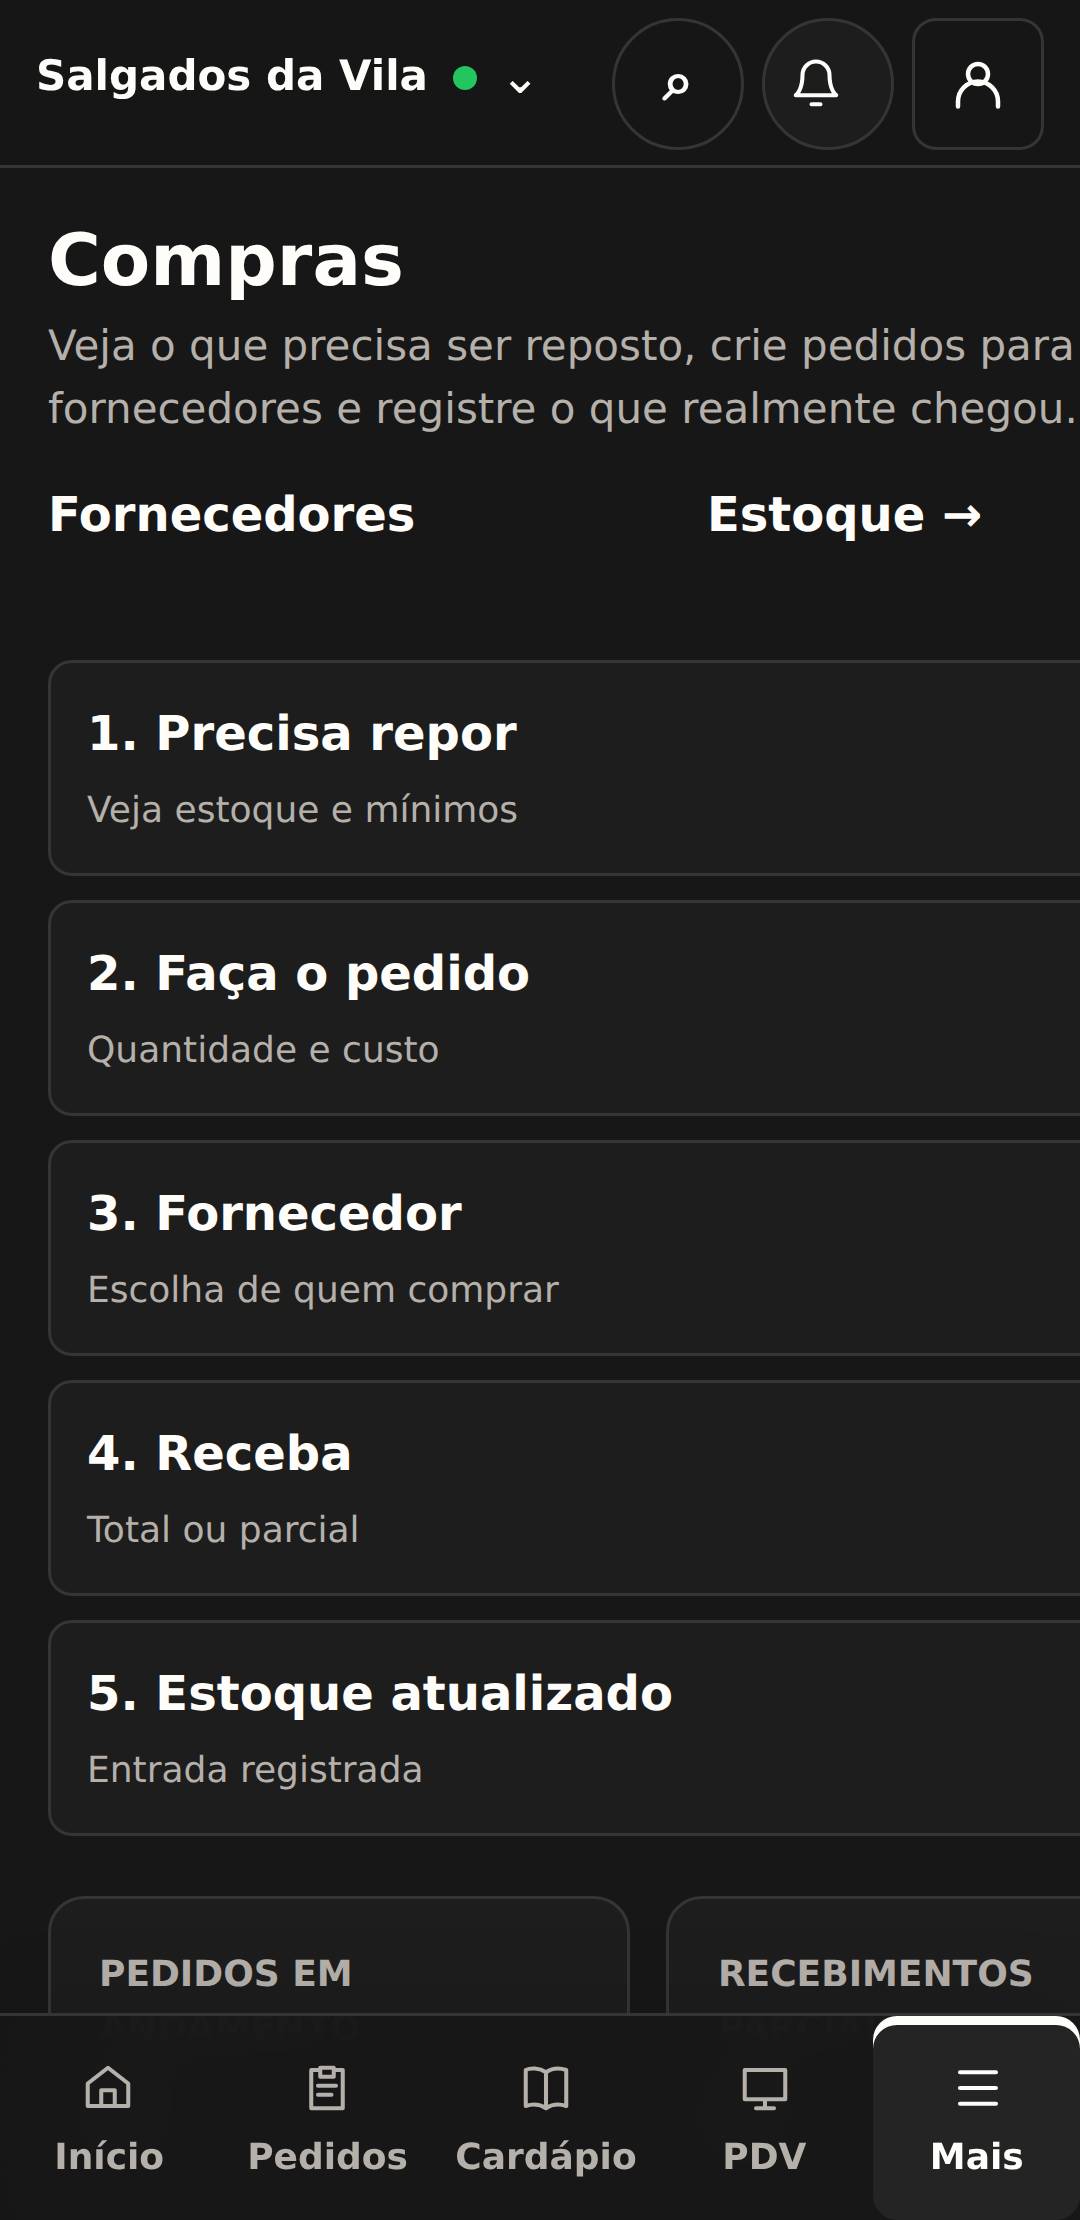 Salgados da Vila
Compras
Veja o que precisa ser reposto, crie pedidos para
fornecedores e registre o que realmente chegou.
Fornecedores
Estoque →
1. Precisa repor
Veja estoque e mínimos
2. Faça o pedido
Quantidade e custo
3. Fornecedor
Escolha de quem comprar
4. Receba
Total ou parcial
5. Estoque atualizado
Entrada registrada
PEDIDOS EM
ANDAMENTO
RECEBIMENTOS
Início
Pedidos
Cardápio
PDV
Mais